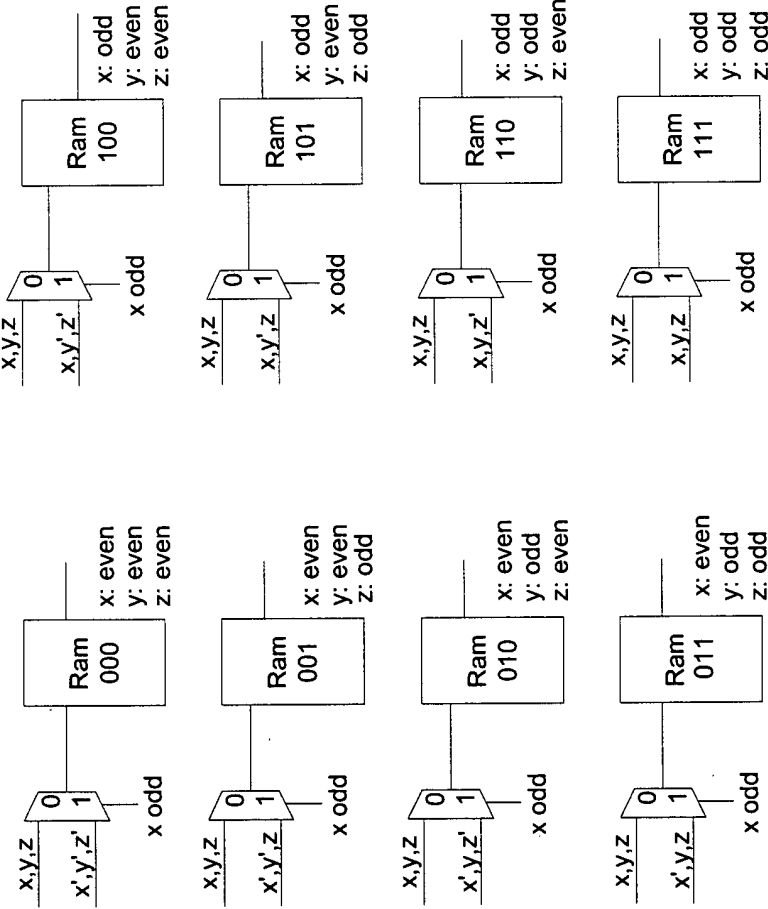 x,y,z
x',y',z'
0
1
x odd
Ram
000
x: even
y: even
z: even
x,y,z
x',y',z
0
1
x odd
Ram
001
x: even
y: even
z: odd
x,y,z
x',y,z'
0
1
x odd
Ram
010
x: even
y: odd
z: even
x,y,z
x',y,z
0
1
x odd
Ram
011
x: even
y: odd
z: odd
x,y,z
x,y',z'
0
1
x odd
Ram
100
x: odd
y: even
z: even
x,y,z
x,y',z
0
1
x odd
Ram
101
x: odd
y: even
z: odd
x,y,z
x,y,z'
0
1
x odd
Ram
110
x: odd
y: odd
z: even
x,y,z
x,y,z
0
1
x odd
Ram
111
x: odd
y: odd
z: odd